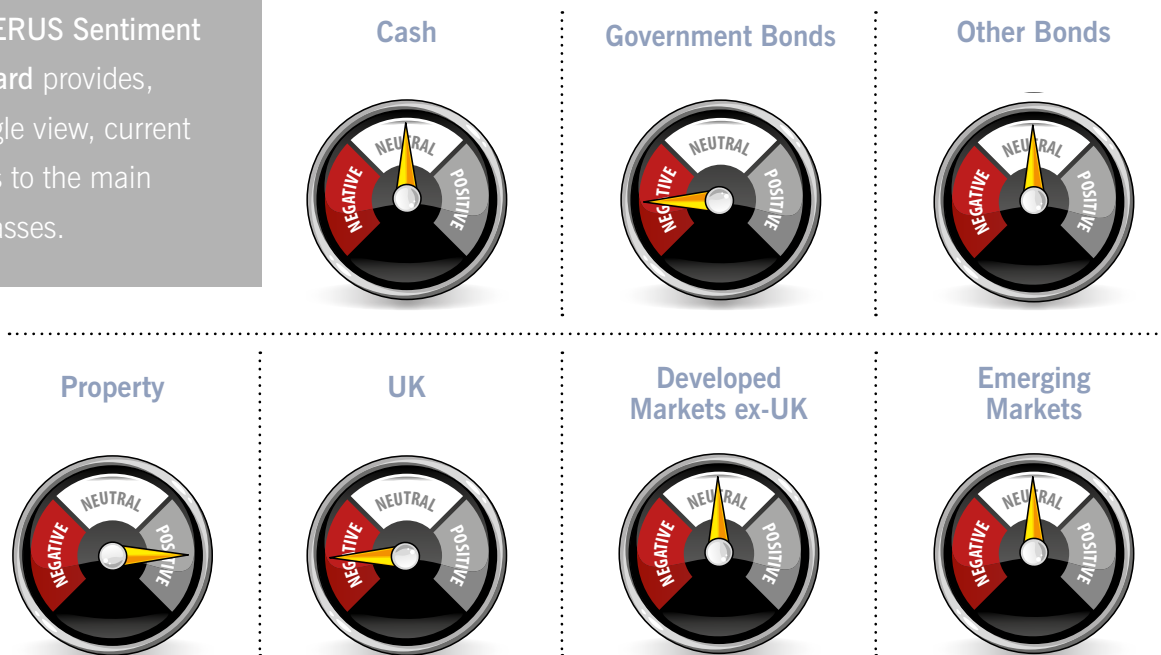 ERUS Sentiment
ard provides,
gle view, current
s to the main
asses.
Cash
Government Bonds
Other Bonds
NEGATIVE NEUTRAL POSITIVE
NEGATIVE NEUTRAL POSITIVE
NEGATIVE NEUTRAL POSITIVE
Property
UK
Developed
Markets ex-UK
Emerging
Markets
NEGATIVE NEUTRAL POSITIVE
NEGATIVE NEUTRAL POSITIVE
NEGATIVE NEUTRAL POSITIVE
NEGATIVE NEUTRAL POSITIVE